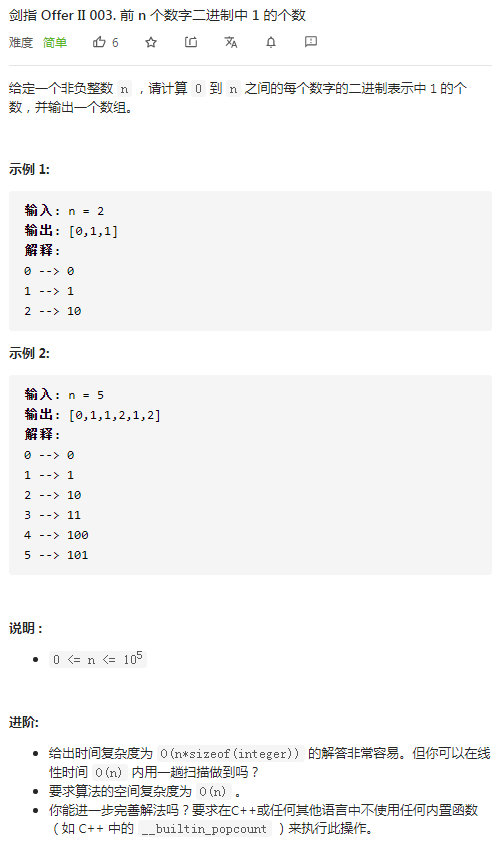 剑指 Offer II 003. 前 n 个数字二进制中 1 的个数
难度 简单 6
给定一个非负整数 n ，请计算 0 到 n 之间的每个数字的二进制表示中 1 的个
数，并输出一个数组。
示例 1:
输入: n = 2
输出: [0,1,1]
解释:
0 --> 0
1 --> 1
2 --> 10
示例 2:
输入: n = 5
输出: [0,1,1,2,1,2]
解释:
0 --> 0
1 --> 1
2 --> 10
3 --> 11
4 --> 100
5 --> 101
说明 :
0 <= n <= 10⁵
进阶:
给出时间复杂度为 O(n*sizeof(integer)) 的解答非常容易。但你可以在线
性时间 O(n) 内用一趟扫描做到吗？
要求算法的空间复杂度为 O(n) 。
你能进一步完善解法吗？要求在C++或任何其他语言中不使用任何内置函数
（如 C++ 中的 __builtin_popcount ）来执行此操作。